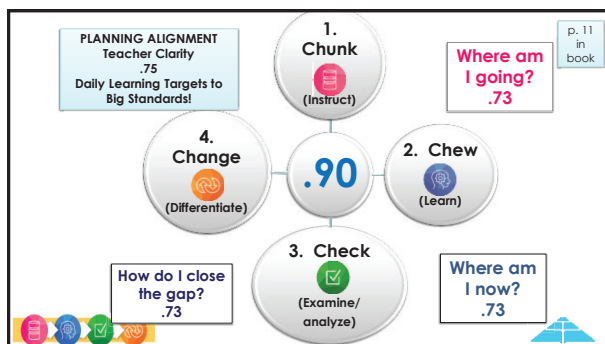 PLANNING ALIGNMENT
Teacher Clarity
.75
Daily Learning Targets to
Big Standards!
1.
Chunk
(Instruct)
Where am
I going?
.73
p. 11
in
book
4.
Change
(Differentiate)
.90
2. Chew
(Learn)
3. Check
(Examine/
analyze)
How do I close
the gap?
.73
Where am
I now?
.73